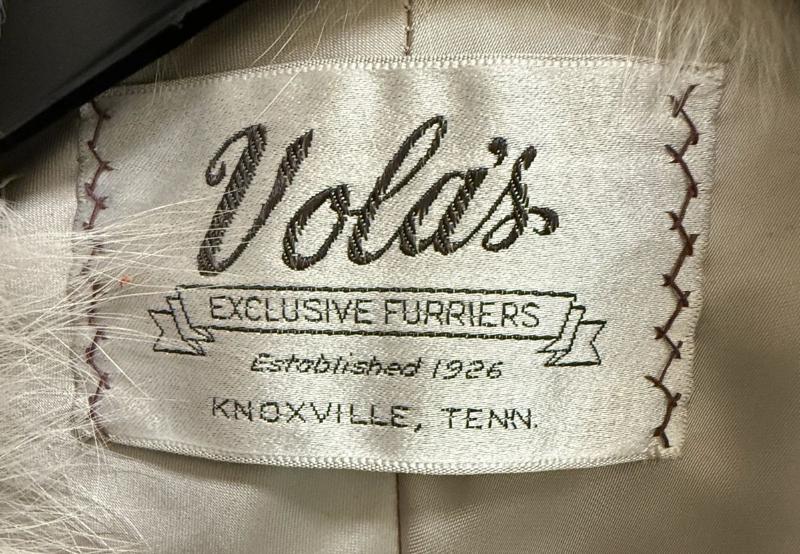 Vola's
EXCLUSIVE FURRIERS
Established 1926
KNOXVILLE, TENN.